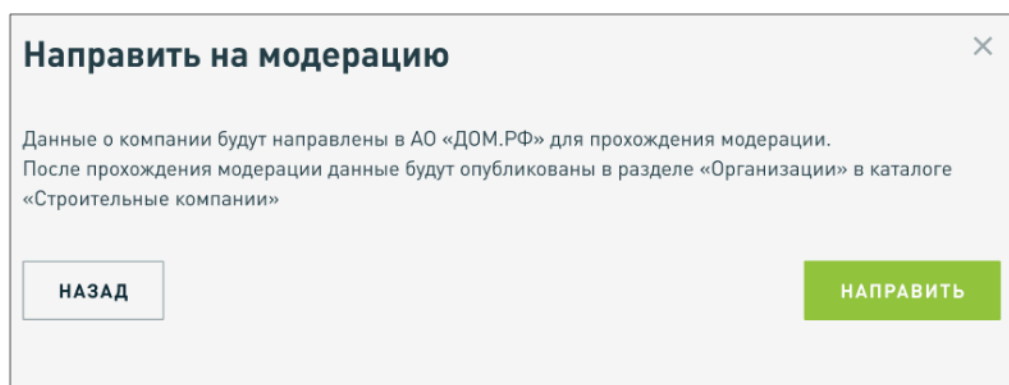 Направить на модерацию
Данные о компании будут направлены в АО «ДОМ.РФ» для прохождения модерации.
После прохождения модерации данные будут опубликованы в разделе «Организации» в каталоге
«Строительные компании»
НАЗАД
НАПРАВИТЬ